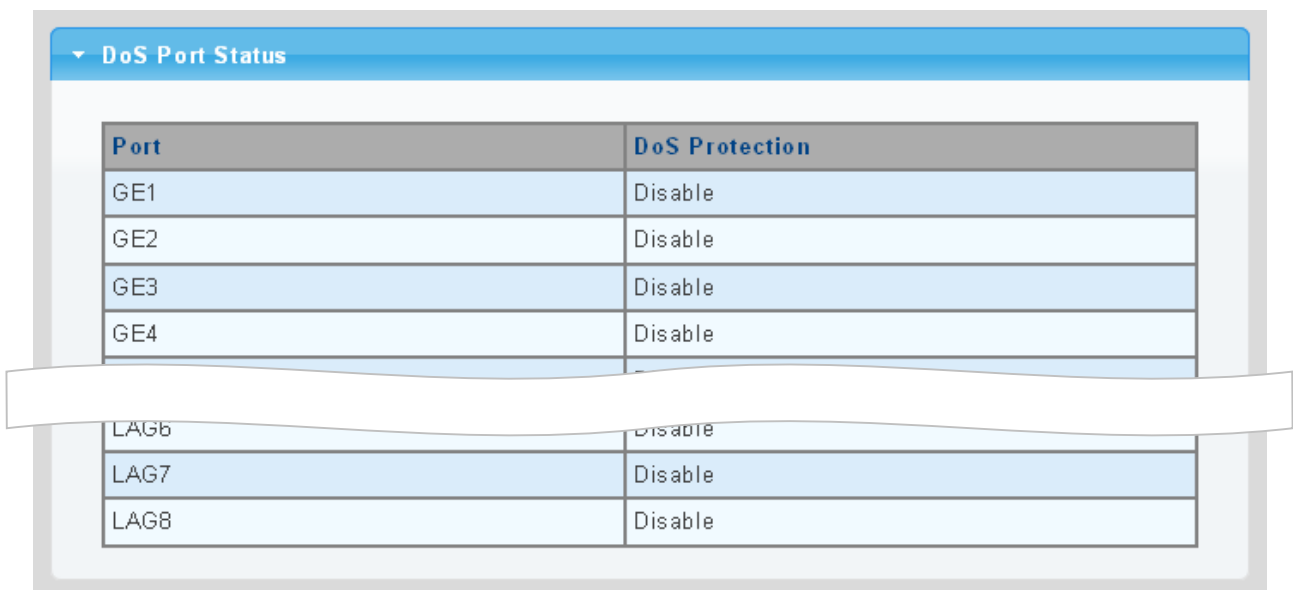 DoS Port Status
Port DoS Protection
GE1 Disable
GE2 Disable
GE3 Disable
GE4 Disable
LAG6 Disable
LAG7 Disable
LAG8 Disable